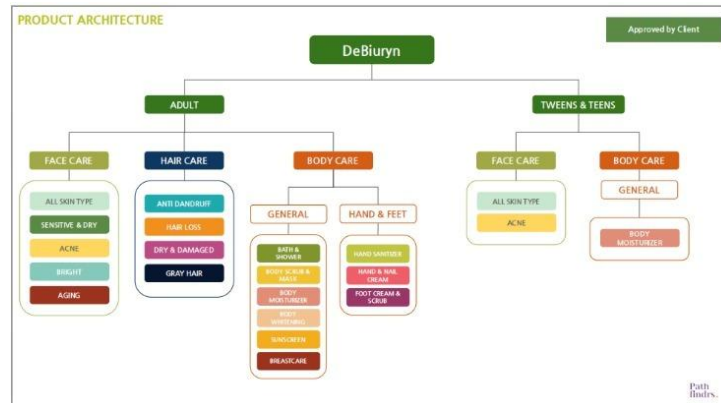 PRODUCT ARCHITECTURE
Approved by Client
DeBiuryn
ADULT
TWEENS & TEENS
FACE CARE
HAIR CARE
BODY CARE
FACE CARE
BODY CARE
ALL SKIN TYPE
SENSITIVE & DRY
ACNE
BRIGHT
AGING
ANTI DANDRUFF
HAIR LOSS
DRY & DAMAGED
GRAY HAIR
GENERAL
BATH &
SHOWER
BODY SCRUB &
MASK
BODY
MOISTURIZER
BODY
WHITENING
SUNSCREEN
BREASTCARE
HAND & FEET
HAND SANITIZER
HAND & NAIL
CREAM
FOOT CREAM &
SCRUB
ALL SKIN TYPE
ACNE
GENERAL
BODY
MOISTURIZER
Path
findrs.